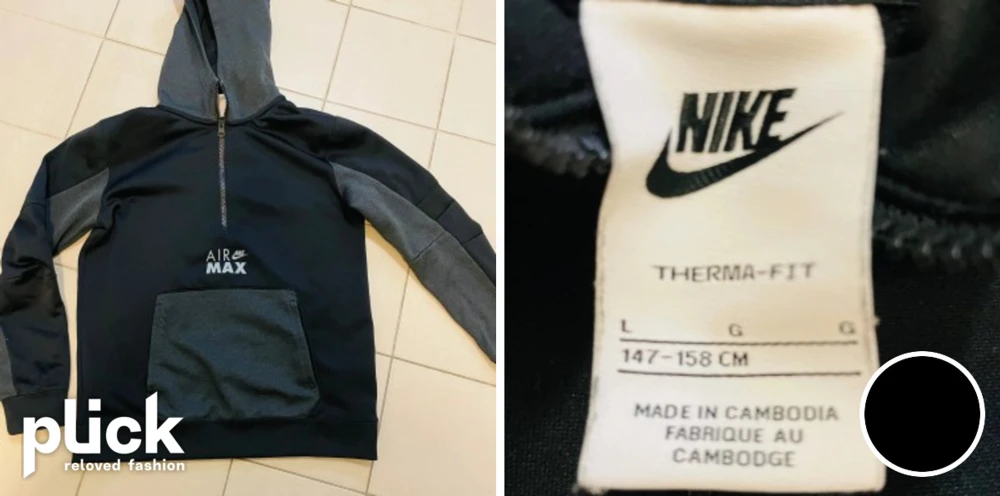 AIR
MAX
plick
reloved fashion
NIKE
THERMA-FIT
L G G
147-158 CM
MADE IN CAMBODIA
FABRIQUE AU
CAMBODGE